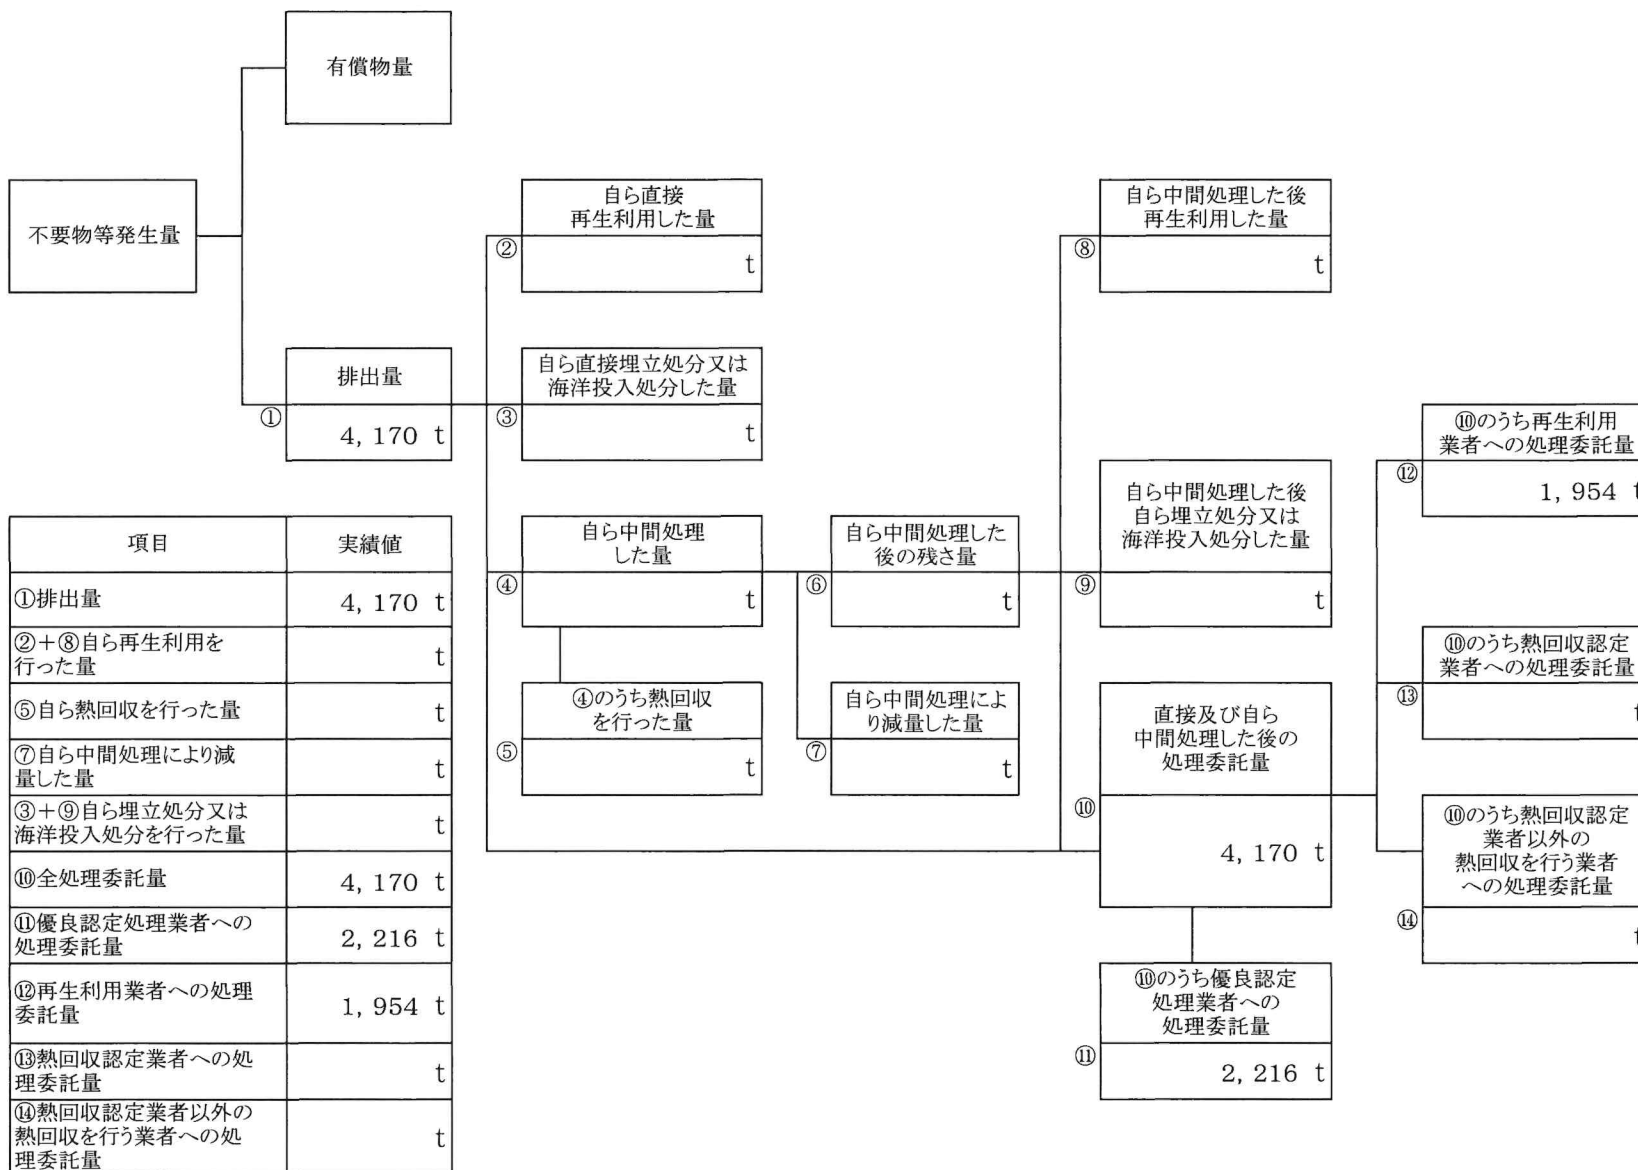 有償物量
不要物等発生量
自ら直接
再生利用した量
②
t
自ら中間処理した後
再生利用した量
⑧
t
排出量
①
4,170 t
自ら直接埋立処分又は
海洋投入処分した量
③
t
⑩のうち再生利用
業者への処理委託量
⑫
1,954 t
自ら中間処理
した量
④
t
自ら中間処理した
後の残さ量
⑥
t
自ら中間処理した後
自ら埋立処分又は
海洋投入処分した量
⑨
t
⑩のうち熱回収認定
業者への処理委託量
⑬
t
④のうち熱回収
を行った量
⑤
t
自ら中間処理によ
り減量した量
⑦
t
直接及び自ら
中間処理した後の
処理委託量
⑩
4,170 t
⑩のうち熱回収認定
業者以外の
熱回収を行う業者
への処理委託量
⑭
t
⑩のうち優良認定
処理業者への
処理委託量
⑪
2,216 t
項目 実績値
①排出量 4,170 t
②+⑧自ら再生利用を
行った量 t
⑤自ら熱回収を行った量 t
⑦自ら中間処理により減
量した量 t
③+⑨自ら埋立処分又は
海洋投入処分を行った量 t
⑩全処理委託量 4,170 t
⑪優良認定処理業者への
処理委託量 2,216 t
⑫再生利用業者への処理
委託量 1,954 t
⑬熱回収認定業者への処
理委託量 t
⑭熱回収認定業者以外の
熱回収を行う業者への処
理委託量 t